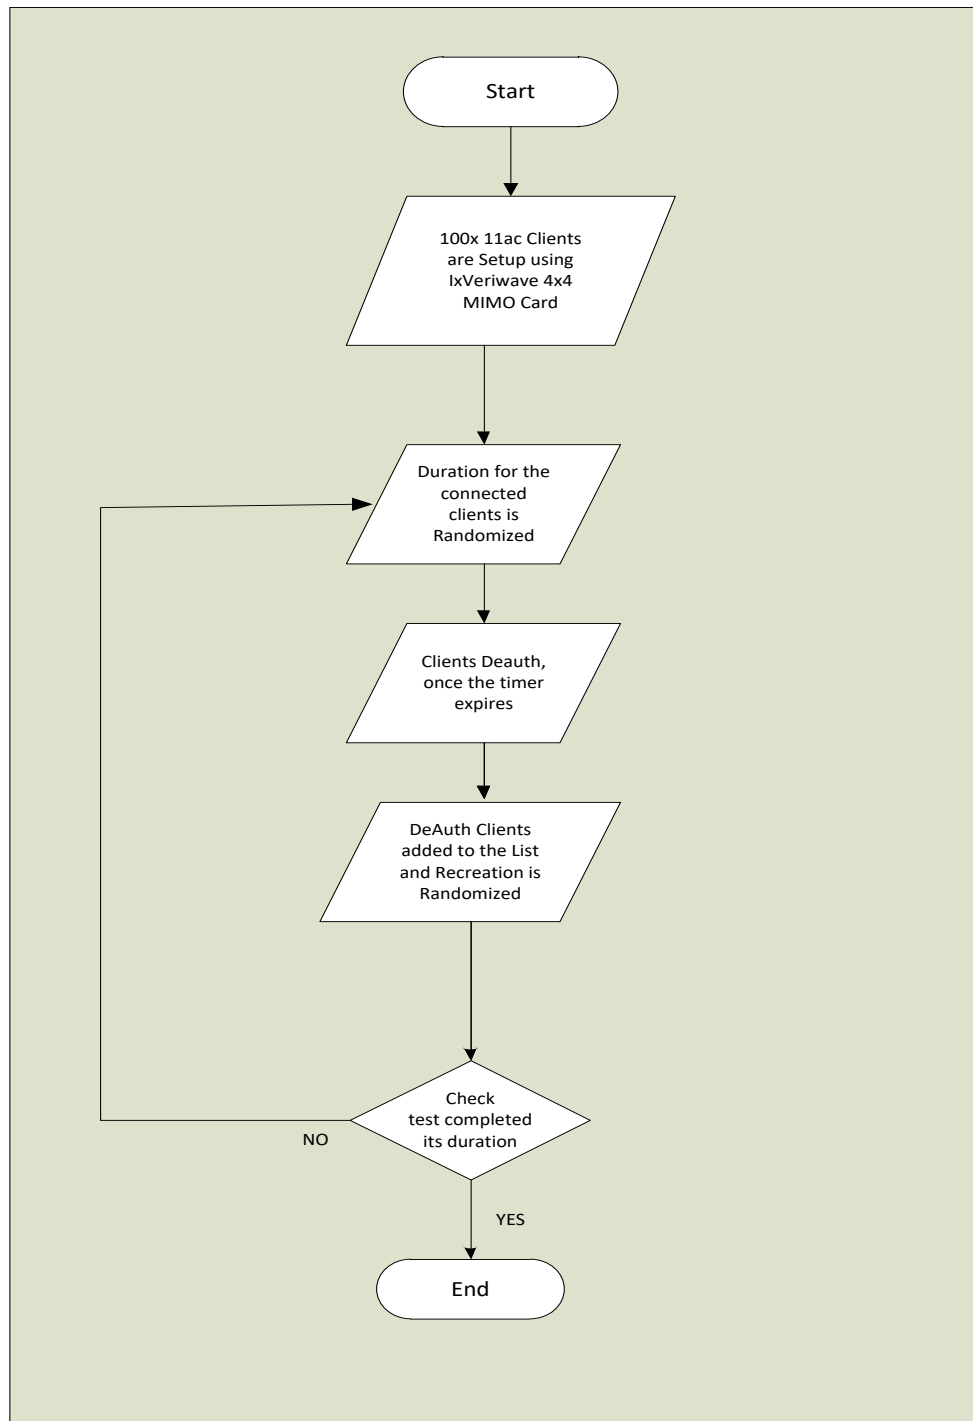 Start
100x 11ac Clients
are Setup using
IxVeriwave 4x4
MIMO Card
Duration for the
connected
clients is
Randomized
Clients Deauth,
once the timer
expires
DeAuth Clients
added to the List
and Recreation is
Randomized
Check
test completed
its duration
NO
YES
End